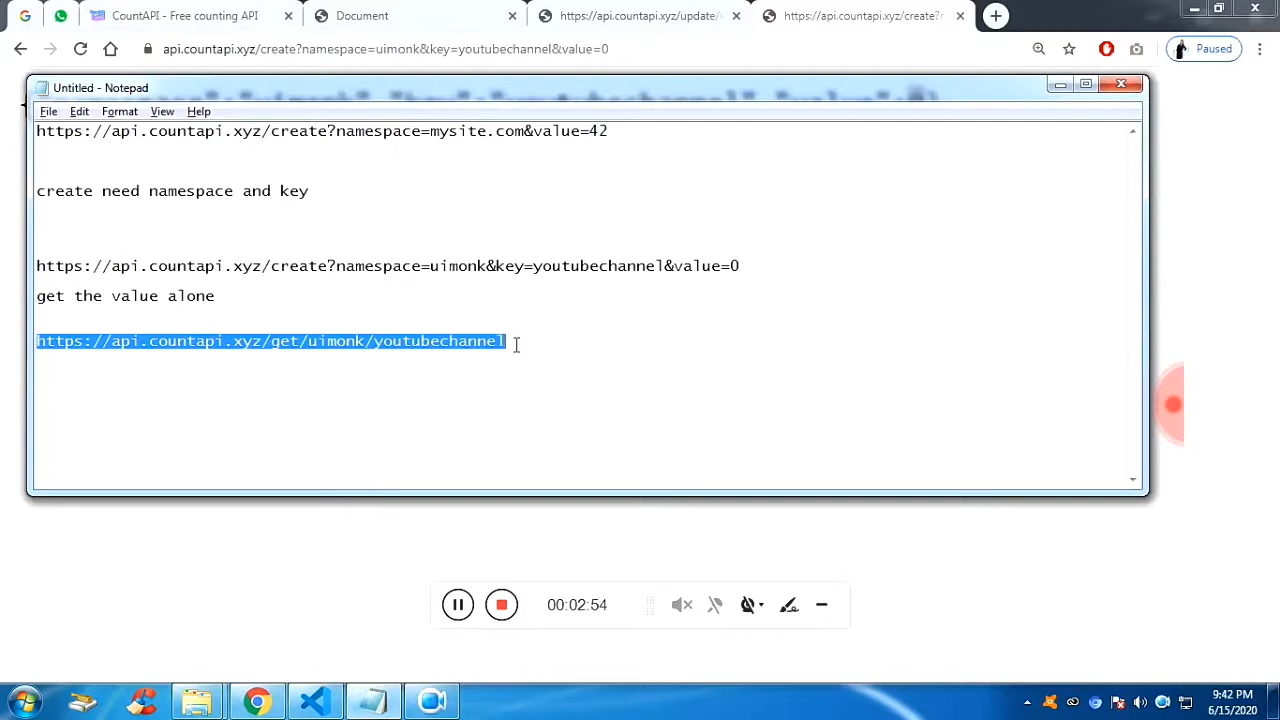 CountAPI - Free counting API
Document
https://api.countapi.xyz/update/
https://api.countapi.xyz/create?
api.countapi.xyz/create?namespace=uimonk&key=youtubechannel&value=0
Paused
Untitled - Notepad
File Edit Format View Help
https://api.countapi.xyz/create?namespace=mysite.com&value=42
create need namespace and key
https://api.countapi.xyz/create?namespace=uimonk&key=youtubechannel&value=0
get the value alone
https://api.countapi.xyz/get/uimonk/youtubechannel
00:02:54
9:42 PM
6/15/2020